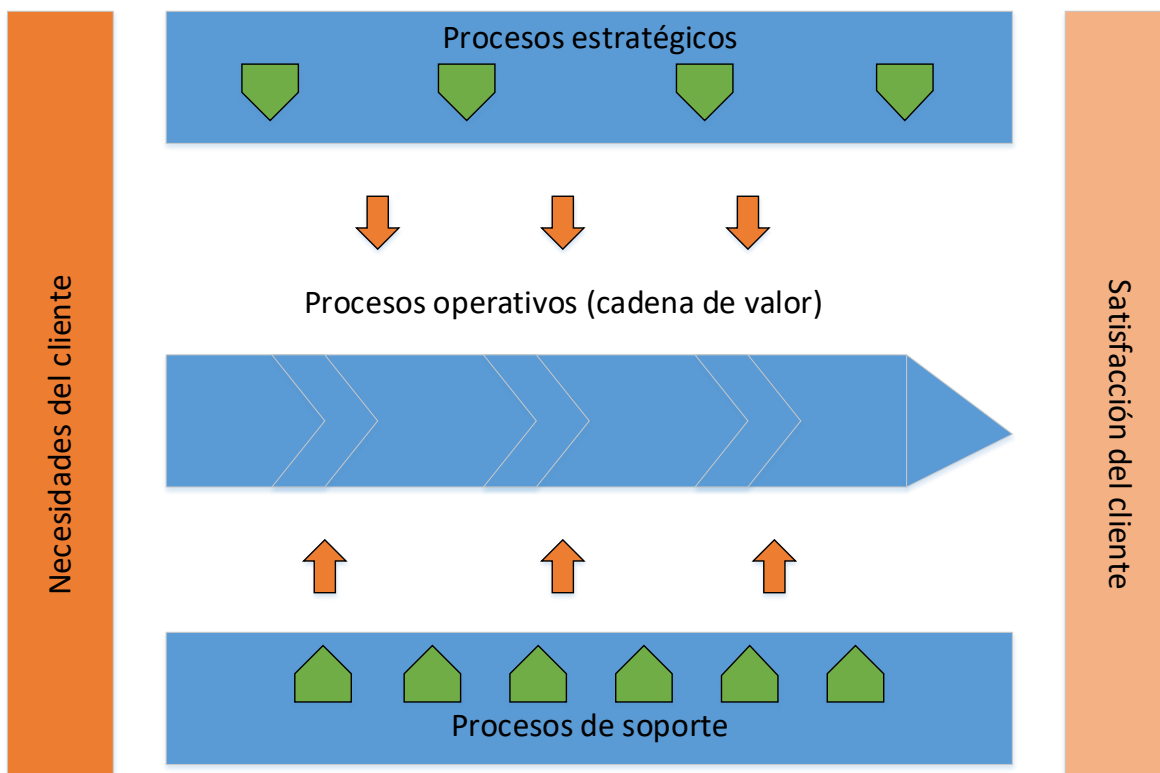 Necesidades del cliente
Procesos estratégicos
Procesos operativos (cadena de valor)
Procesos de soporte
Satisfacción del cliente